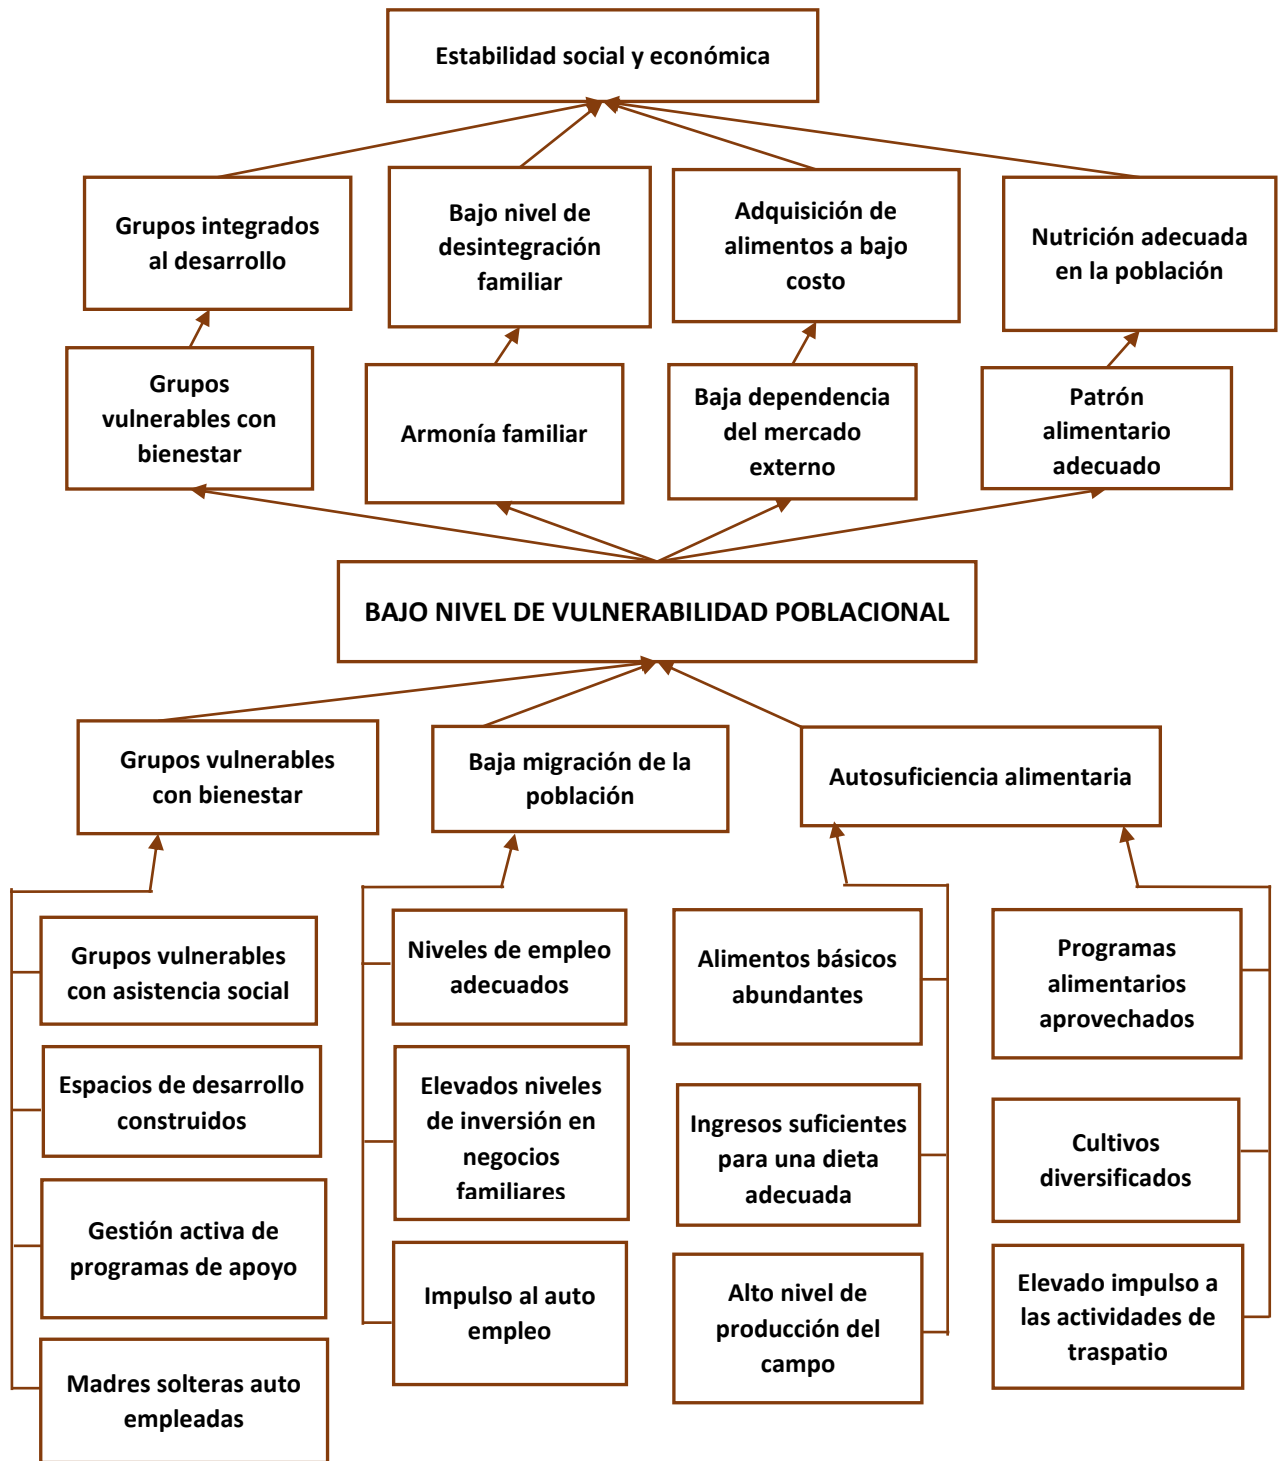 Estabilidad social y económica
Grupos integrados
al desarrollo
Bajo nivel de
desintegración
familiar
Adquisición de
alimentos a bajo
costo
Nutrición adecuada
en la población
Grupos
vulnerables con
bienestar
Armonía familiar
Baja dependencia
del mercado
externo
Patrón
alimentario
adecuado
BAJO NIVEL DE VULNERABILIDAD POBLACIONAL
Grupos vulnerables
con bienestar
Baja migración de la
población
Autosuficiencia alimentaria
Grupos vulnerables
con asistencia social
Espacios de desarrollo
construidos
Gestión activa de
programas de apoyo
Madres solteras auto
empleadas
Niveles de empleo
adecuados
Elevados niveles
de inversión en
negocios
familiares
Impulso al auto
empleo
Alimentos básicos
abundantes
Ingresos suficientes
para una dieta
adecuada
Alto nivel de
producción del
campo
Programas
alimentarios
aprovechados
Cultivos
diversificados
Elevado impulso a
las actividades de
traspatio